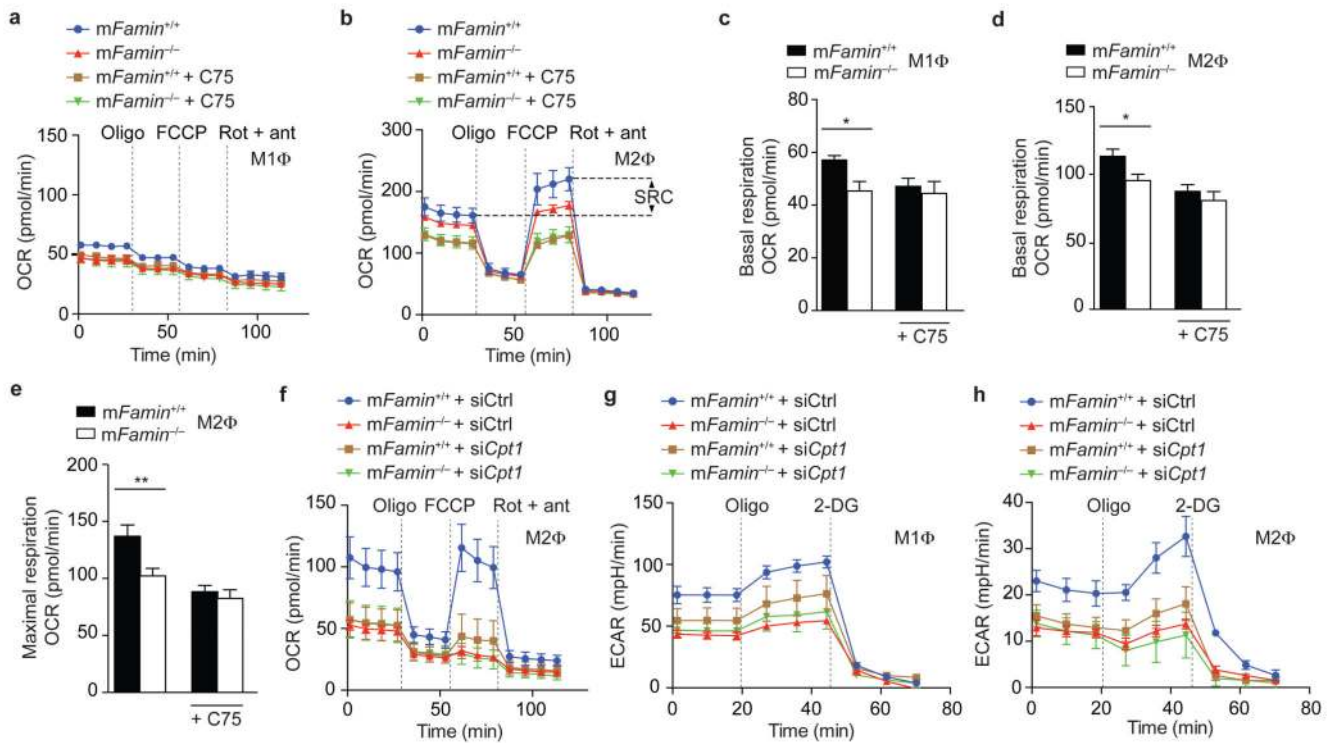 a
mFamin+/+
mFamin–/–
mFamin+/+ + C75
mFamin–/– + C75
150
100
50
0
OCR (pmol/min)
Oligo
FCCP
Rot + ant
M1Φ
0
50
100
Time (min)
b
mFamin+/+
mFamin–/–
mFamin+/+ + C75
mFamin–/– + C75
300
200
100
0
OCR (pmol/min)
Oligo
FCCP
Rot + ant
M2Φ
SRC
0
50
100
Time (min)
c
mFamin+/+
mFamin–/–
M1Φ
80
60
40
20
0
Basal respiration
OCR (pmol/min)
*
+ C75
d
mFamin+/+
mFamin–/–
M2Φ
150
100
50
0
Basal respiration
OCR (pmol/min)
*
+ C75
e
mFamin+/+
mFamin–/–
M2Φ
200
150
100
50
0
Maximal respiration
OCR (pmol/min)
**
+ C75
f
mFamin+/+ + siCtrl
mFamin–/– + siCtrl
mFamin+/+ + siCpt1
mFamin–/– + siCpt1
150
100
50
0
OCR (pmol/min)
Oligo
FCCP
Rot + ant
M2Φ
0
50
100
Time (min)
g
mFamin+/+ + siCtrl
mFamin–/– + siCtrl
mFamin+/+ + siCpt1
mFamin–/– + siCpt1
150
100
50
0
ECAR (mpH/min)
Oligo
2-DG
M1Φ
0
20
40
60
80
Time (min)
h
mFamin+/+ + siCtrl
mFamin–/– + siCtrl
mFamin+/+ + siCpt1
mFamin–/– + siCpt1
40
30
20
10
0
ECAR (mpH/min)
Oligo
2-DG
M2Φ
0
20
40
60
80
Time (min)